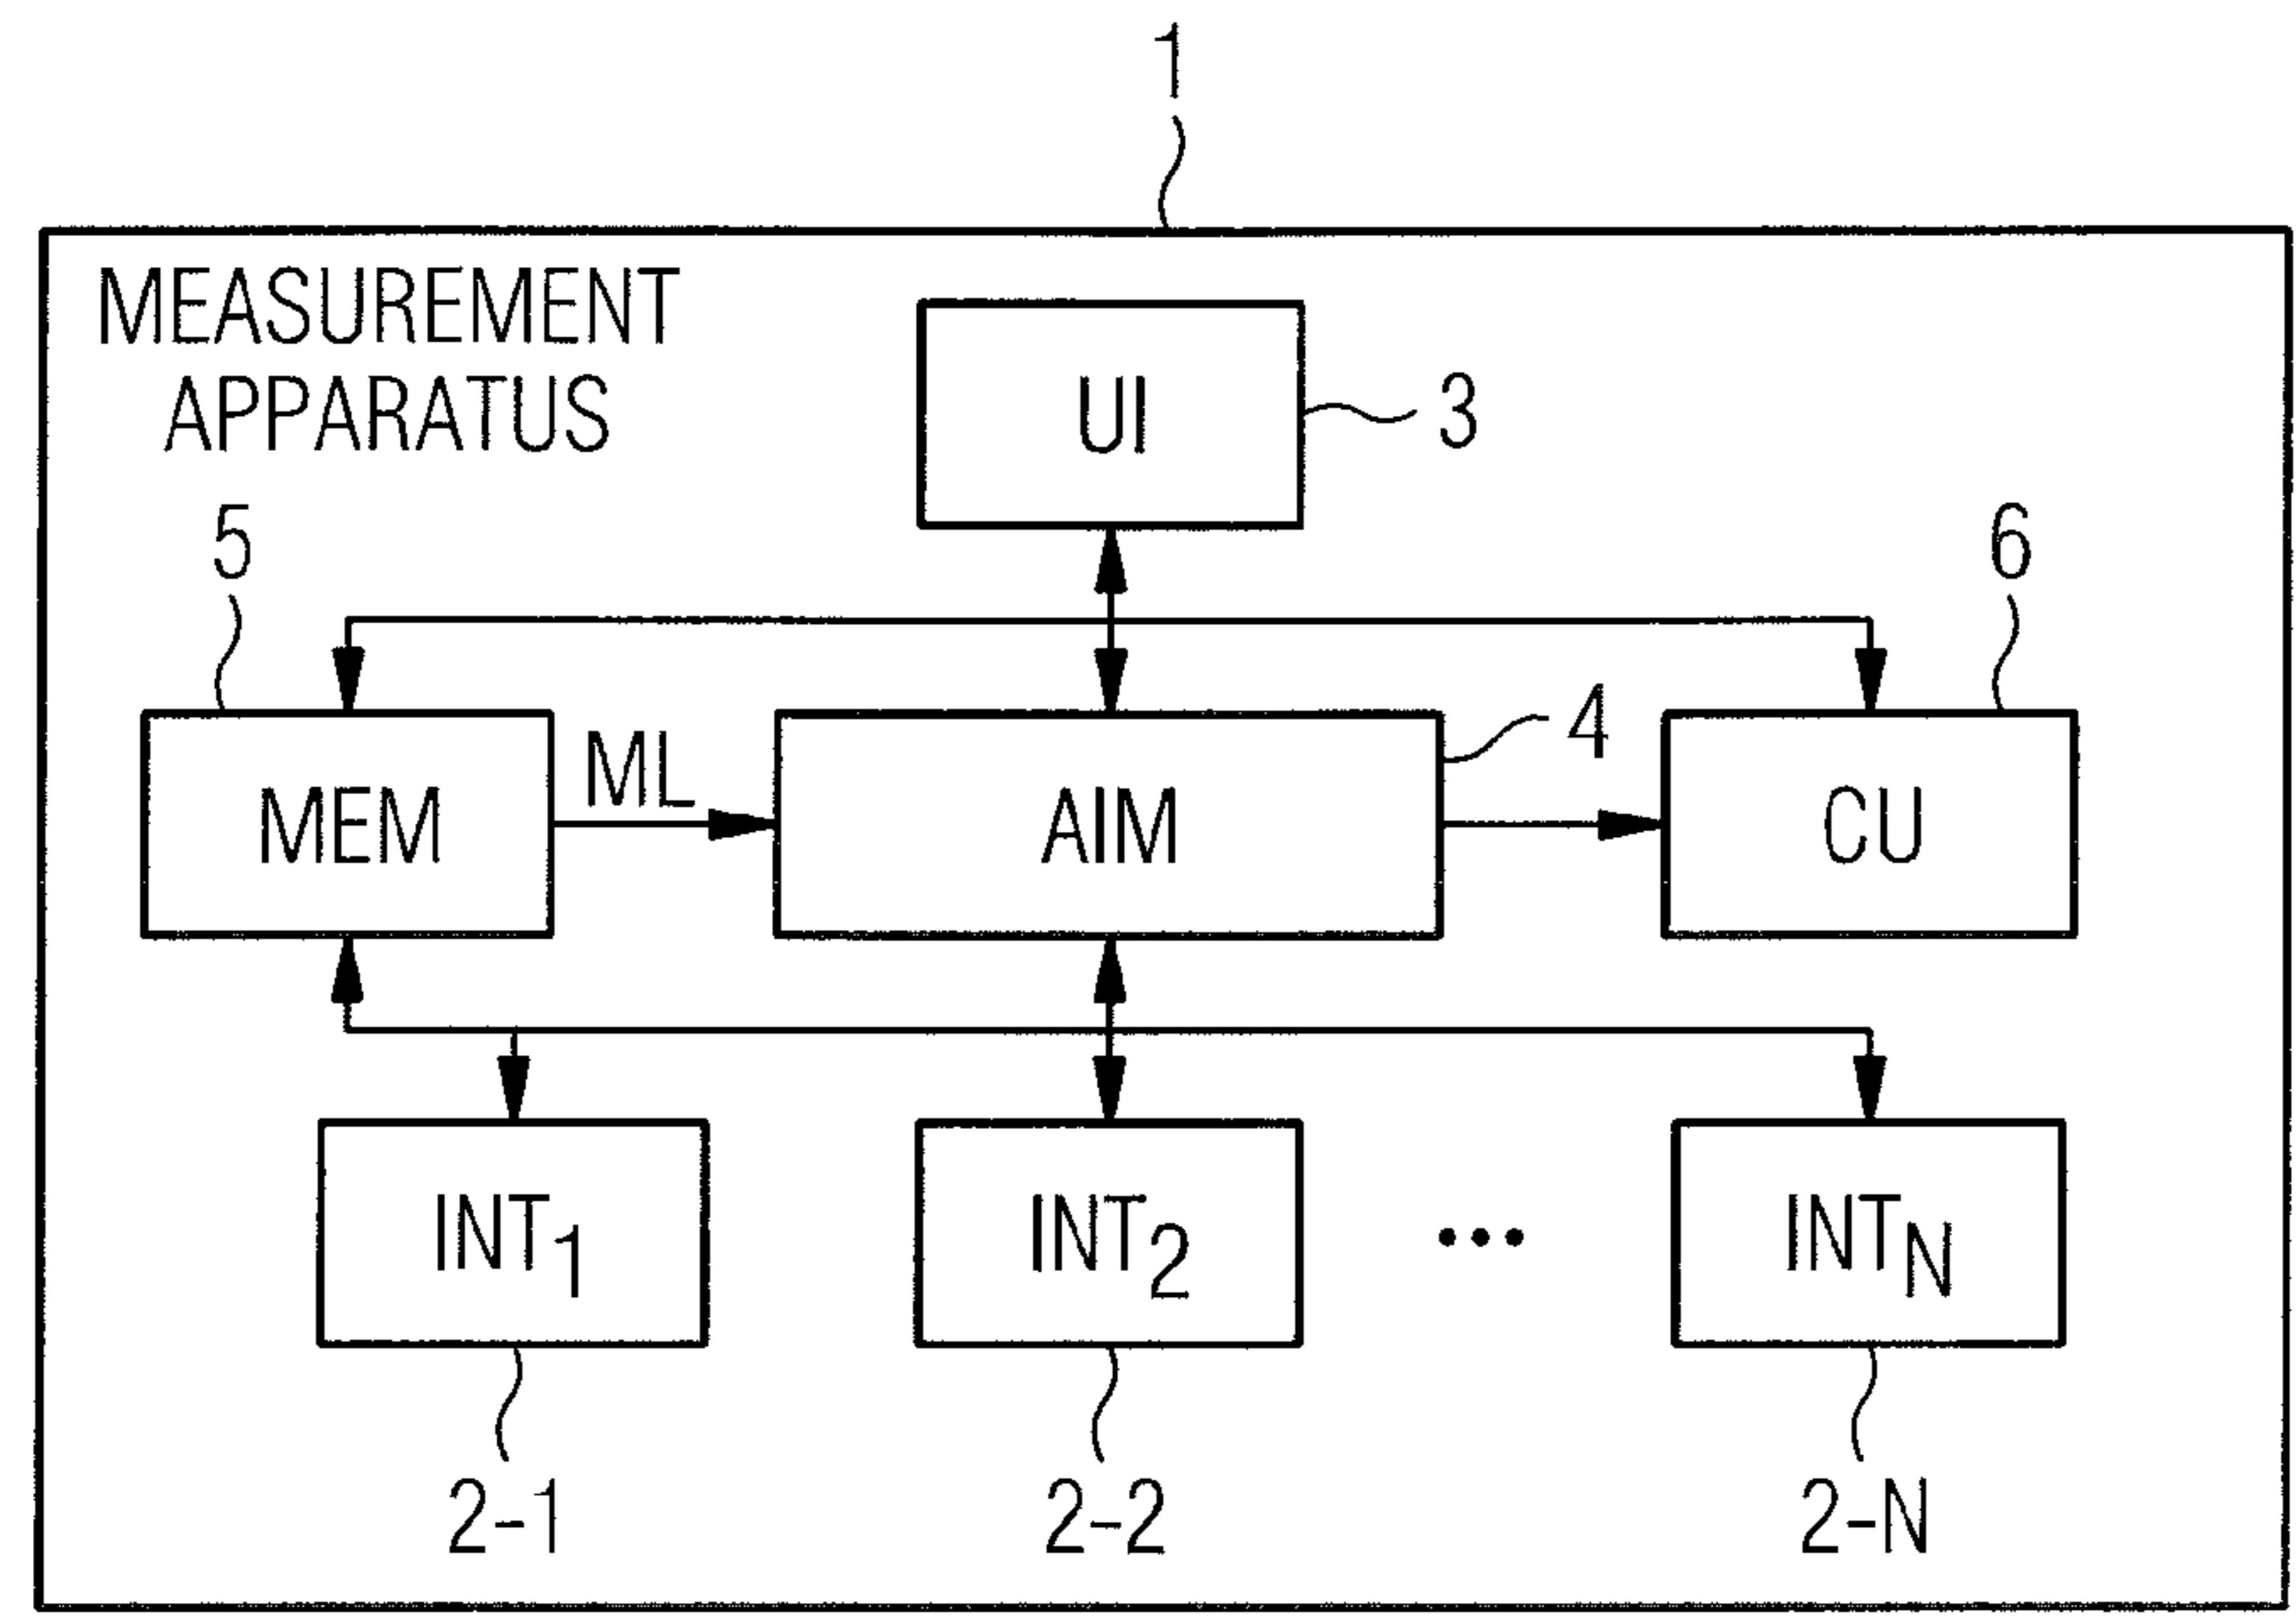 1
MEASUREMENT
APPARATUS
UI
3
5
6
MEM
ML
AIM
4
CU
INT1
INT2
...
INTN
2-1
2-2
2-N